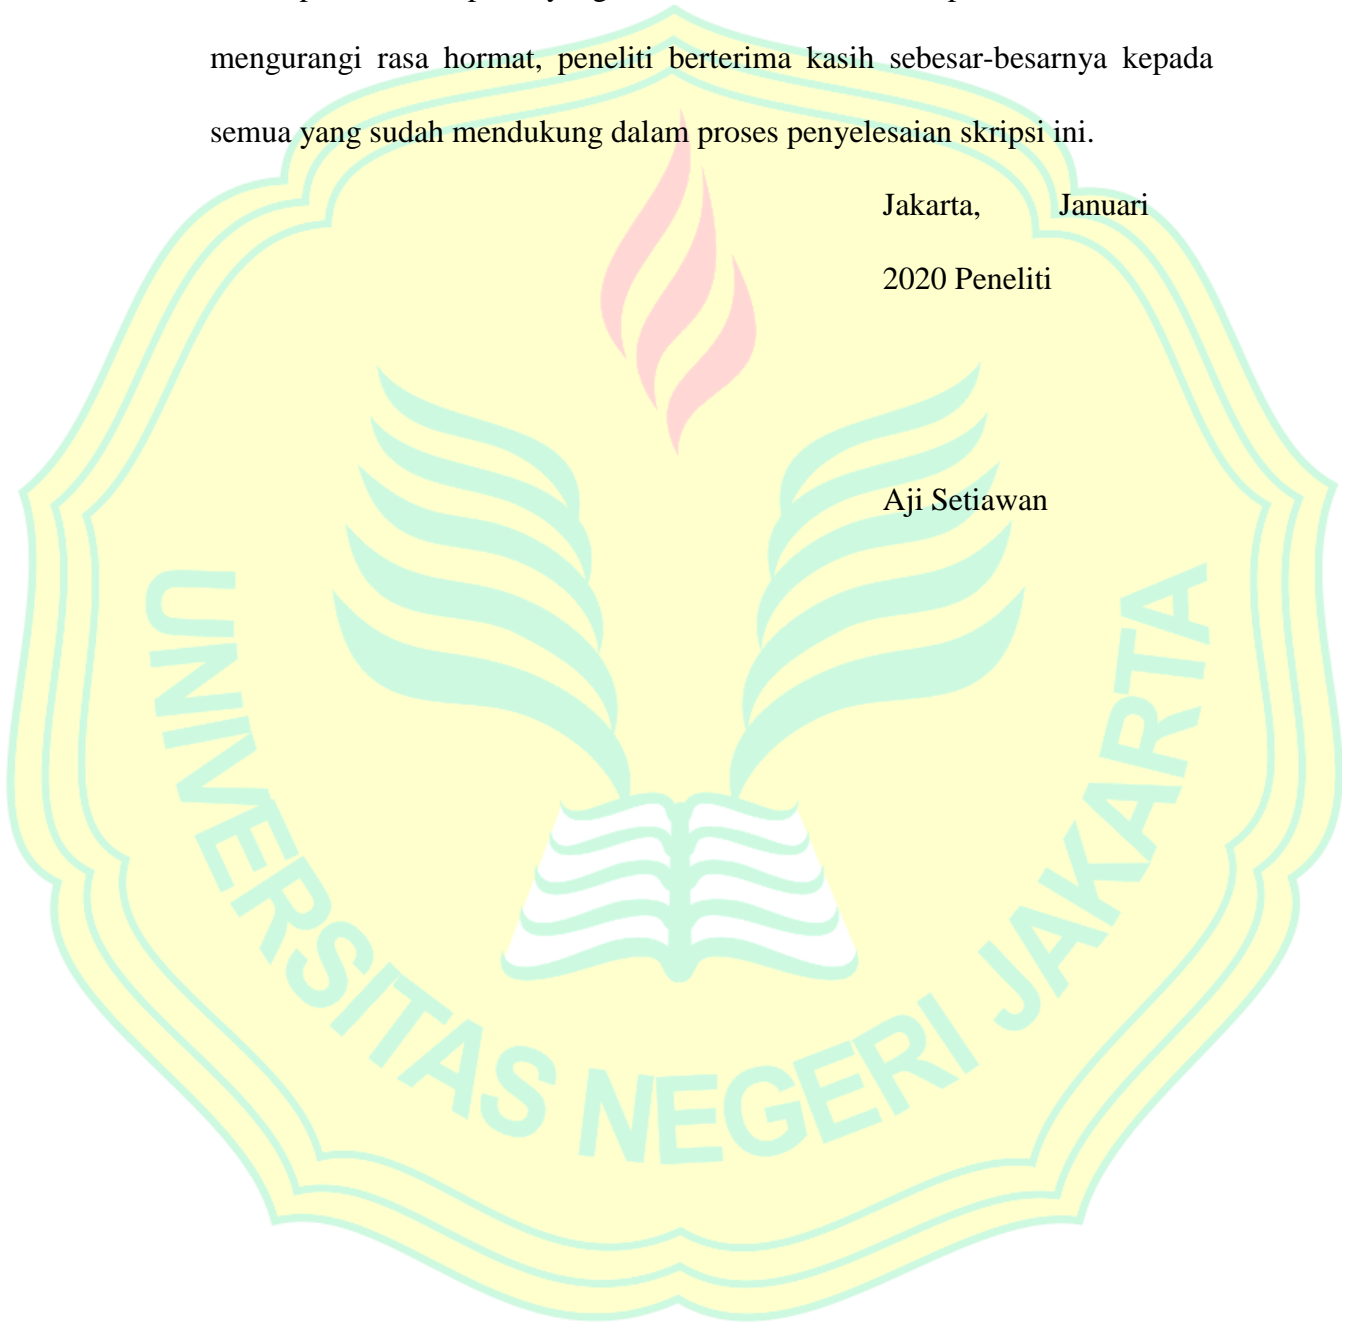 mengurangi rasa hormat, peneliti berterima kasih sebesar-besarnya kepada
semua yang sudah mendukung dalam proses penyelesaian skripsi ini.
Jakarta, Januari
2020 Peneliti
Aji Setiawan
UNIVERSITAS NEGERI JAKARTA